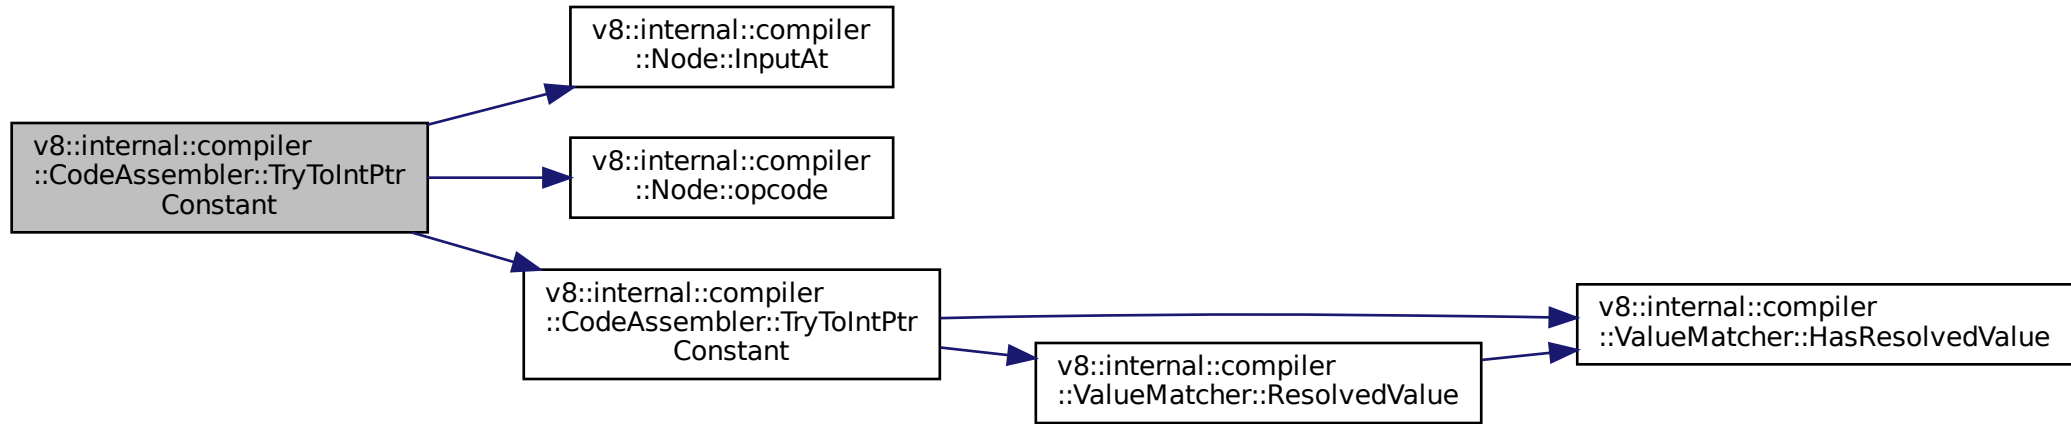 v8::internal::compiler
::CodeAssembler::TryToIntPtr
Constant
v8::internal::compiler
::Node::InputAt
v8::internal::compiler
::Node::opcode
v8::internal::compiler
::CodeAssembler::TryToIntPtr
Constant
v8::internal::compiler
::ValueMatcher::HasResolvedValue
v8::internal::compiler
::ValueMatcher::ResolvedValue